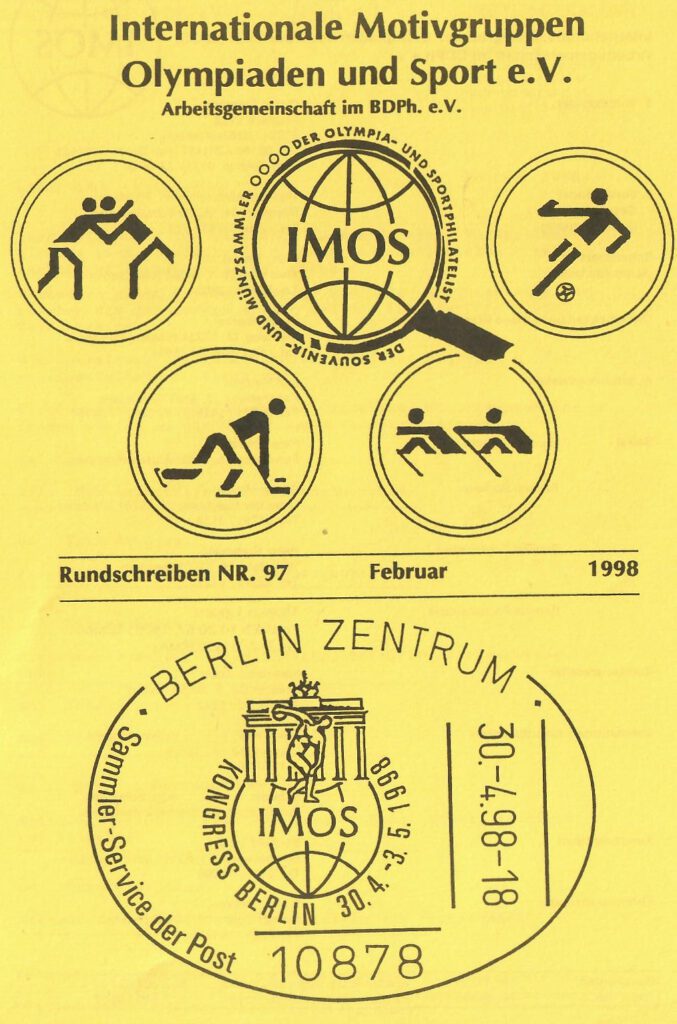 Internationale Motivgruppen
Olympiaden und Sport e.V.
Arbeitsgemeinschaft im BDPh. e.V.
DER OLYMPIA- UND SPORTPHILATELIST
DER SOUVENIR- UND MÜNZSAMMLER
IMOS
Rundschreiben NR. 97 Februar 1998
BERLIN ZENTRUM
30.-4.98-18
IMOS
KONGRESS BERLIN 30.4.-3.5.1998
Sammler-Service der Post
10878